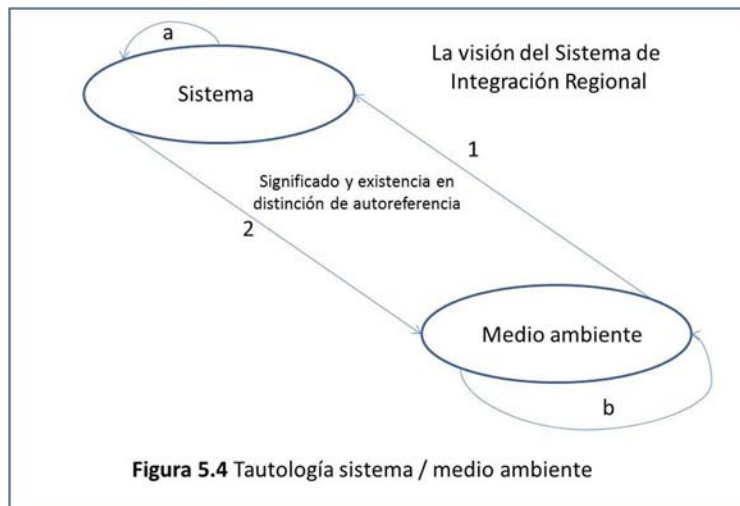 a
La visión del Sistema de
Integración Regional
Sistema
1
Significado y existencia en
distinción de autoreferencia
2
Medio ambiente
b
Figura 5.4 Tautología sistema / medio ambiente